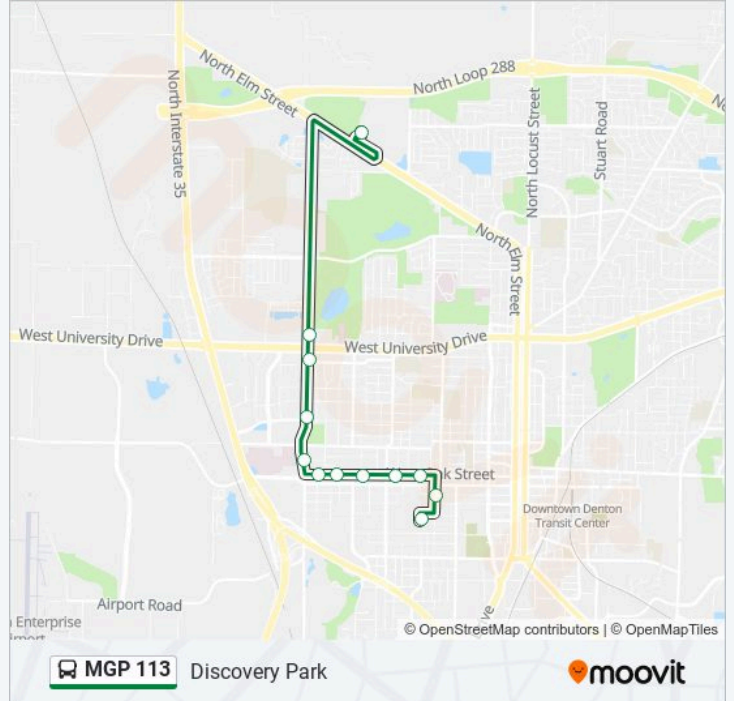 North Elm Street
North Loop 288
North Interstate 35
North Locust Street
Stuart Road
North Elm Street
West University Drive
West University Drive
k Street
Downtown Denton
Transit Center
Airport Road
Enterprise
© OpenStreetMap contributors | © OpenMapTiles
MGP 113 Discovery Park
moovit